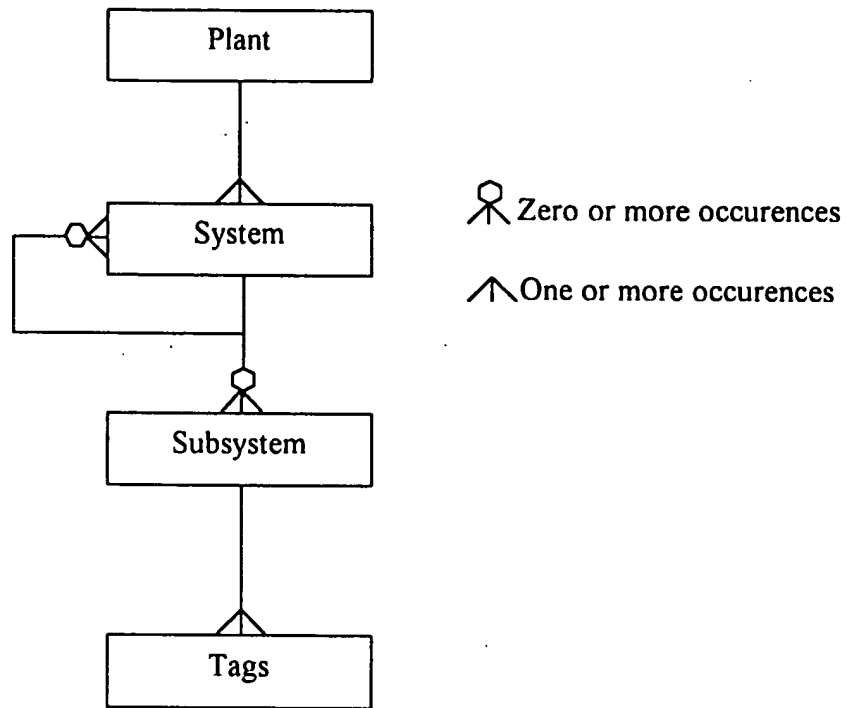 Plant
System
Zero or more occurences
One or more occurences
Subsystem
Tags